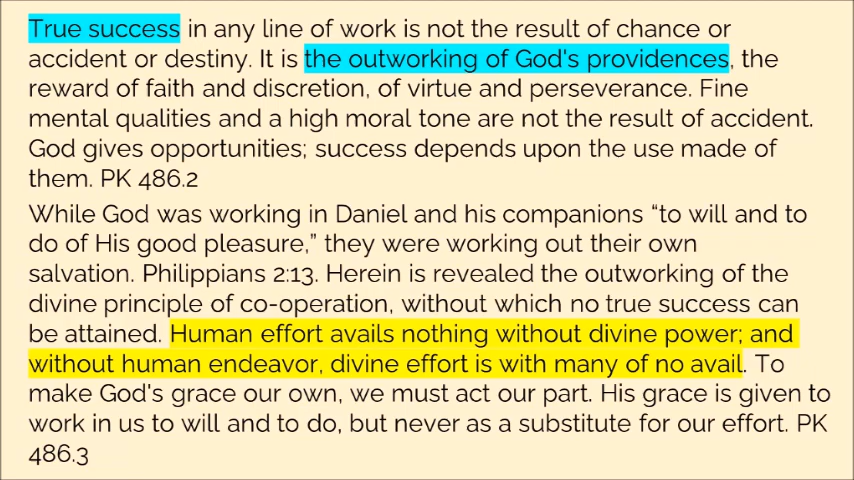 True success in any line of work is not the result of chance or
accident or destiny. It is the outworking of God's providences, the
reward of faith and discretion, of virtue and perseverance. Fine
mental qualities and a high moral tone are not the result of accident.
God gives opportunities; success depends upon the use made of
them. PK 486.2
While God was working in Daniel and his companions “to will and to
do of His good pleasure,” they were working out their own
salvation. Philippians 2:13. Herein is revealed the outworking of the
divine principle of co-operation, without which no true success can
be attained. Human effort avails nothing without divine power; and
without human endeavor, divine effort is with many of no avail. To
make God's grace our own, we must act our part. His grace is given to
work in us to will and to do, but never as a substitute for our effort. PK
486.3